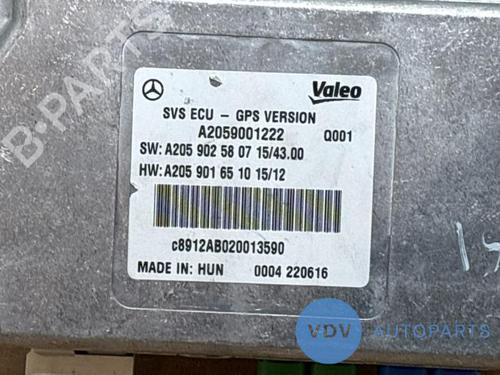 Valeo
SVS ECU - GPS VERSION
A2059001222 Q001
SW: A205 902 58 07 15/43.00
HW: A205 901 65 10 15/12
c8912AB020013590
MADE IN: HUN 0004 220616
B-PARTS
VDV AUTOPARTS